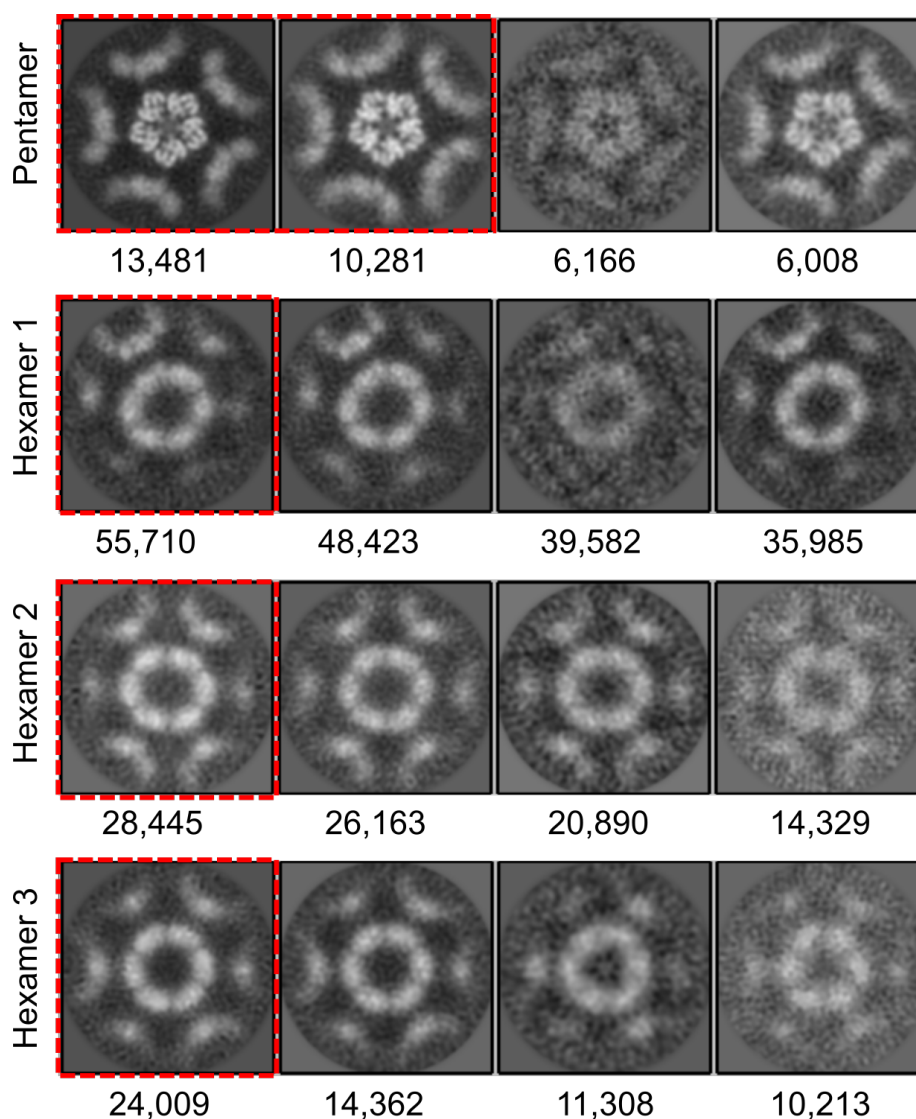 Pentamer
13,481 10,281 6,166 6,008
Hexamer 1
55,710 48,423 39,582 35,985
Hexamer 2
28,445 26,163 20,890 14,329
Hexamer 3
24,009 14,362 11,308 10,213